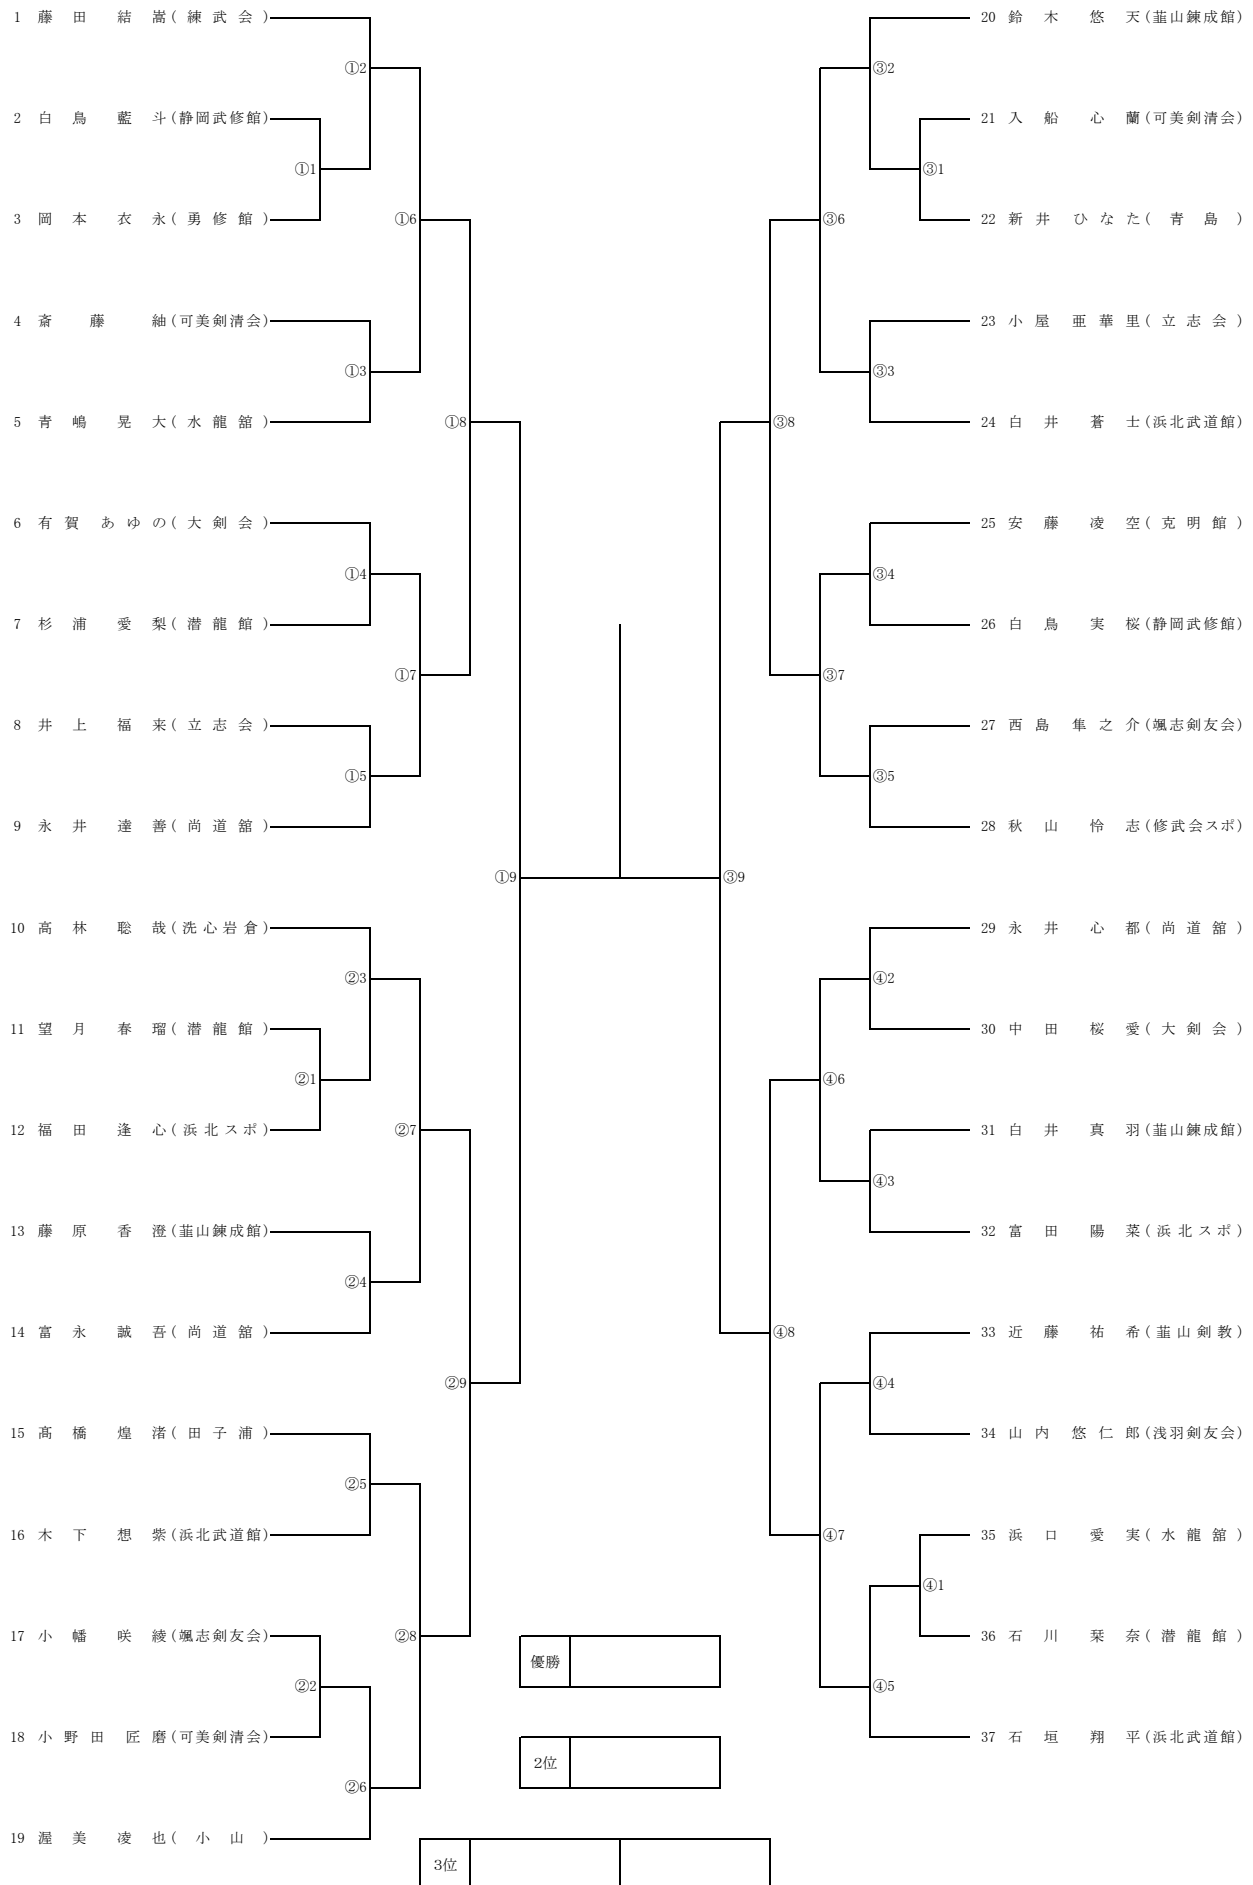 1 藤田 結嵩(練武会)
①2
2 白鳥 藍斗(静岡武修館)
①1
3 岡本 衣永(勇修館)
①6
4 斎藤 紬(可美剣清会)
①3
5 青嶋 晃大(水龍舘)
①8
6 有賀 あゆの(大剣会)
①4
7 杉浦 愛梨(潜龍館)
①7
8 井上 福来(立志会)
①5
9 永井 達善(尚道舘)
①9
10 高林 聡哉(洗心岩倉)
②3
11 望月 春瑠(潜龍館)
②1
12 福田 逢心(浜北スポ)
②7
13 藤原 香澄(韮山錬成館)
②4
14 富永 誠吾(尚道舘)
②9
15 髙橋 煌渚(田子浦)
②5
16 木下 想紫(浜北武道館)
17 小幡 咲綾(颯志剣友会)
②8
②2
18 小野田 匠磨(可美剣清会)
②6
19 渥美 凌也(小山)
20 鈴木 悠天(韮山錬成館)
③2
21 入船 心蘭(可美剣清会)
③1
22 新井 ひなた(青島)
③6
23 小屋 亜華里(立志会)
③3
24 白井 蒼士(浜北武道館)
③8
25 安藤 凌空(克明館)
③4
26 白鳥 実桜(静岡武修館)
③7
27 西島 隼之介(颯志剣友会)
③5
28 秋山 怜志(修武会スポ)
③9
29 永井 心都(尚道舘)
④2
30 中田 桜愛(大剣会)
④6
31 白井 真羽(韮山錬成館)
④3
32 富田 陽菜(浜北スポ)
33 近藤 祐希(韮山剣教)
④8
④4
34 山内 悠仁郎(浅羽剣友会)
35 浜口 愛実(水龍舘)
④7
④1
36 石川 栞奈(潜龍館)
④5
37 石垣 翔平(浜北武道館)
優勝
2位
3位